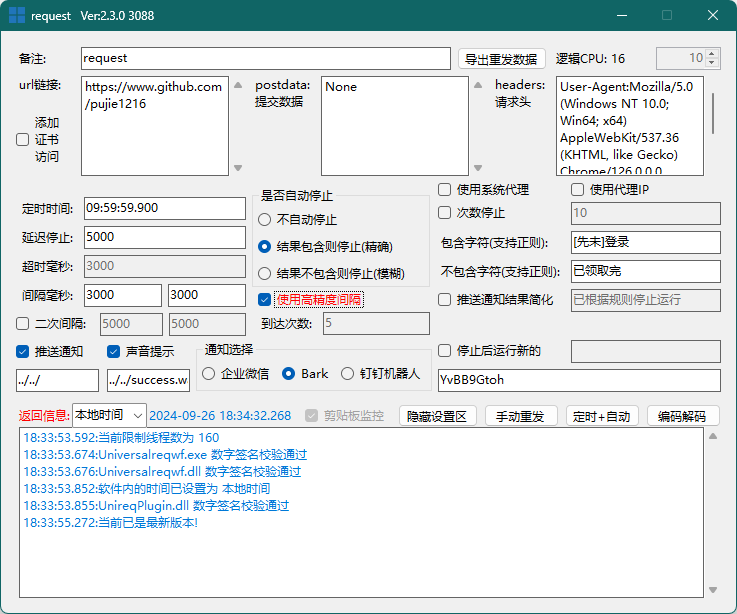 request Ver:2.3.0 3088
备注: request 导出重发数据 逻辑CPU: 16 10
url链接: https://www.github.com
/pujie1216
postdata:
提交数据
None
headers:
请求头
User-Agent:Mozilla/5.0
(Windows NT 10.0;
Win64; x64)
AppleWebKit/537.36
(KHTML, like Gecko)
Chrome/126.0.0.0
添加
证书
访问
使用系统代理 使用代理IP
定时时间: 09:59:59.900 是否自动停止 不自动停止 次数停止 10
延迟停止: 5000 结果包含则停止(精确) 包含字符(支持正则): [先末]登录
超时毫秒: 3000 结果不包含则停止(模糊) 不包含字符(支持正则): 已领取完
间隔毫秒: 3000 3000 使用高精度间隔 推送通知结果简化 已根据规则停止运行
二次间隔: 5000 5000 到达次数: 5
推送通知 声音提示 通知选择 停止后运行新的
../../ ../../success.w 企业微信 Bark 钉钉机器人 YvBB9Gtoh
返回信息: 本地时间 2024-09-26 18:34:32.268 剪贴板监控 隐藏设置区 手动重发 定时+自动 编码解码
18:33:53.592:当前限制线程数为 160
18:33:53.674:Universalreqwf.exe 数字签名校验通过
18:33:53.676:Universalreqwf.dll 数字签名校验通过
18:33:53.852:软件内的时间已设置为 本地时间
18:33:53.855:UnireqPlugin.dll 数字签名校验通过
18:33:55.272:当前已是最新版本!